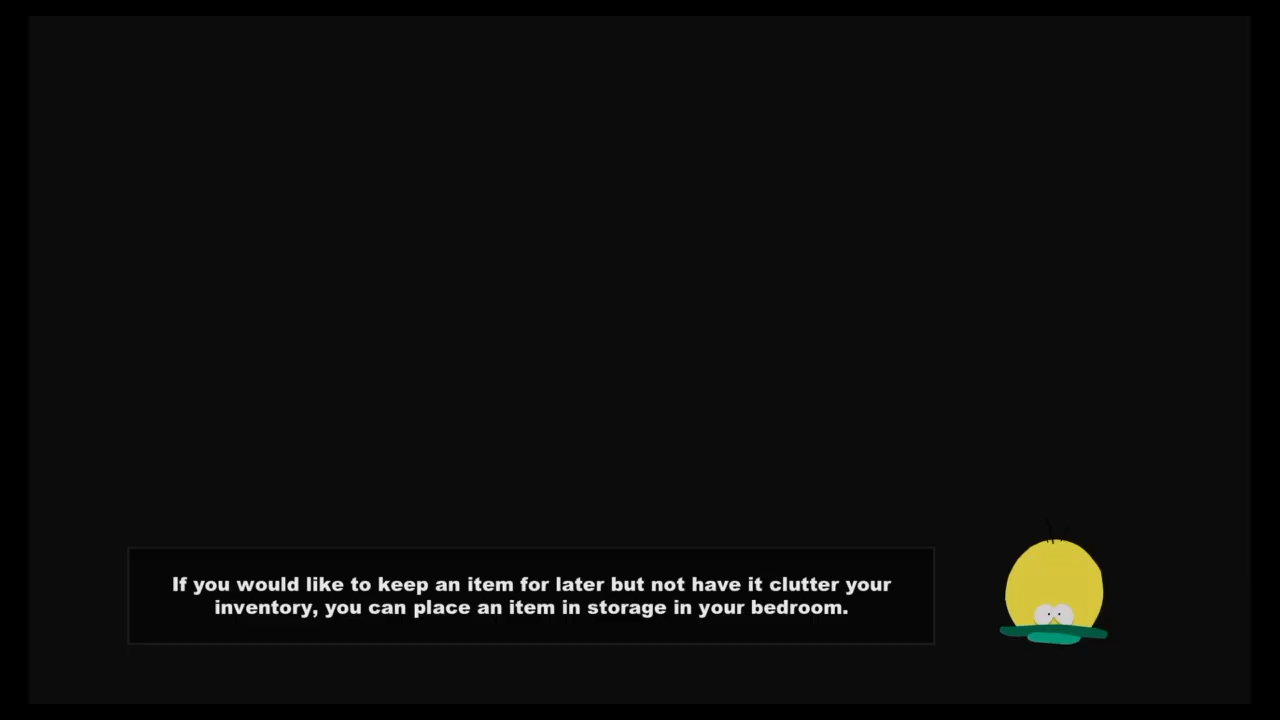 If you would like to keep an item for later but not have it clutter your
inventory, you can place an item in storage in your bedroom.